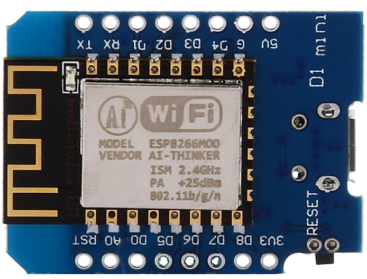 TX RX D1 D2 D3 D4 G 5V
D1 mini
Ai WiFi
MODEL ESP8266MOD
VENDOR AI-THINKER
ISM 2.4GHz
PA +25dBm
802.11b/g/n
RESET
RST A0 D0 D5 D6 D7 D8 3V3